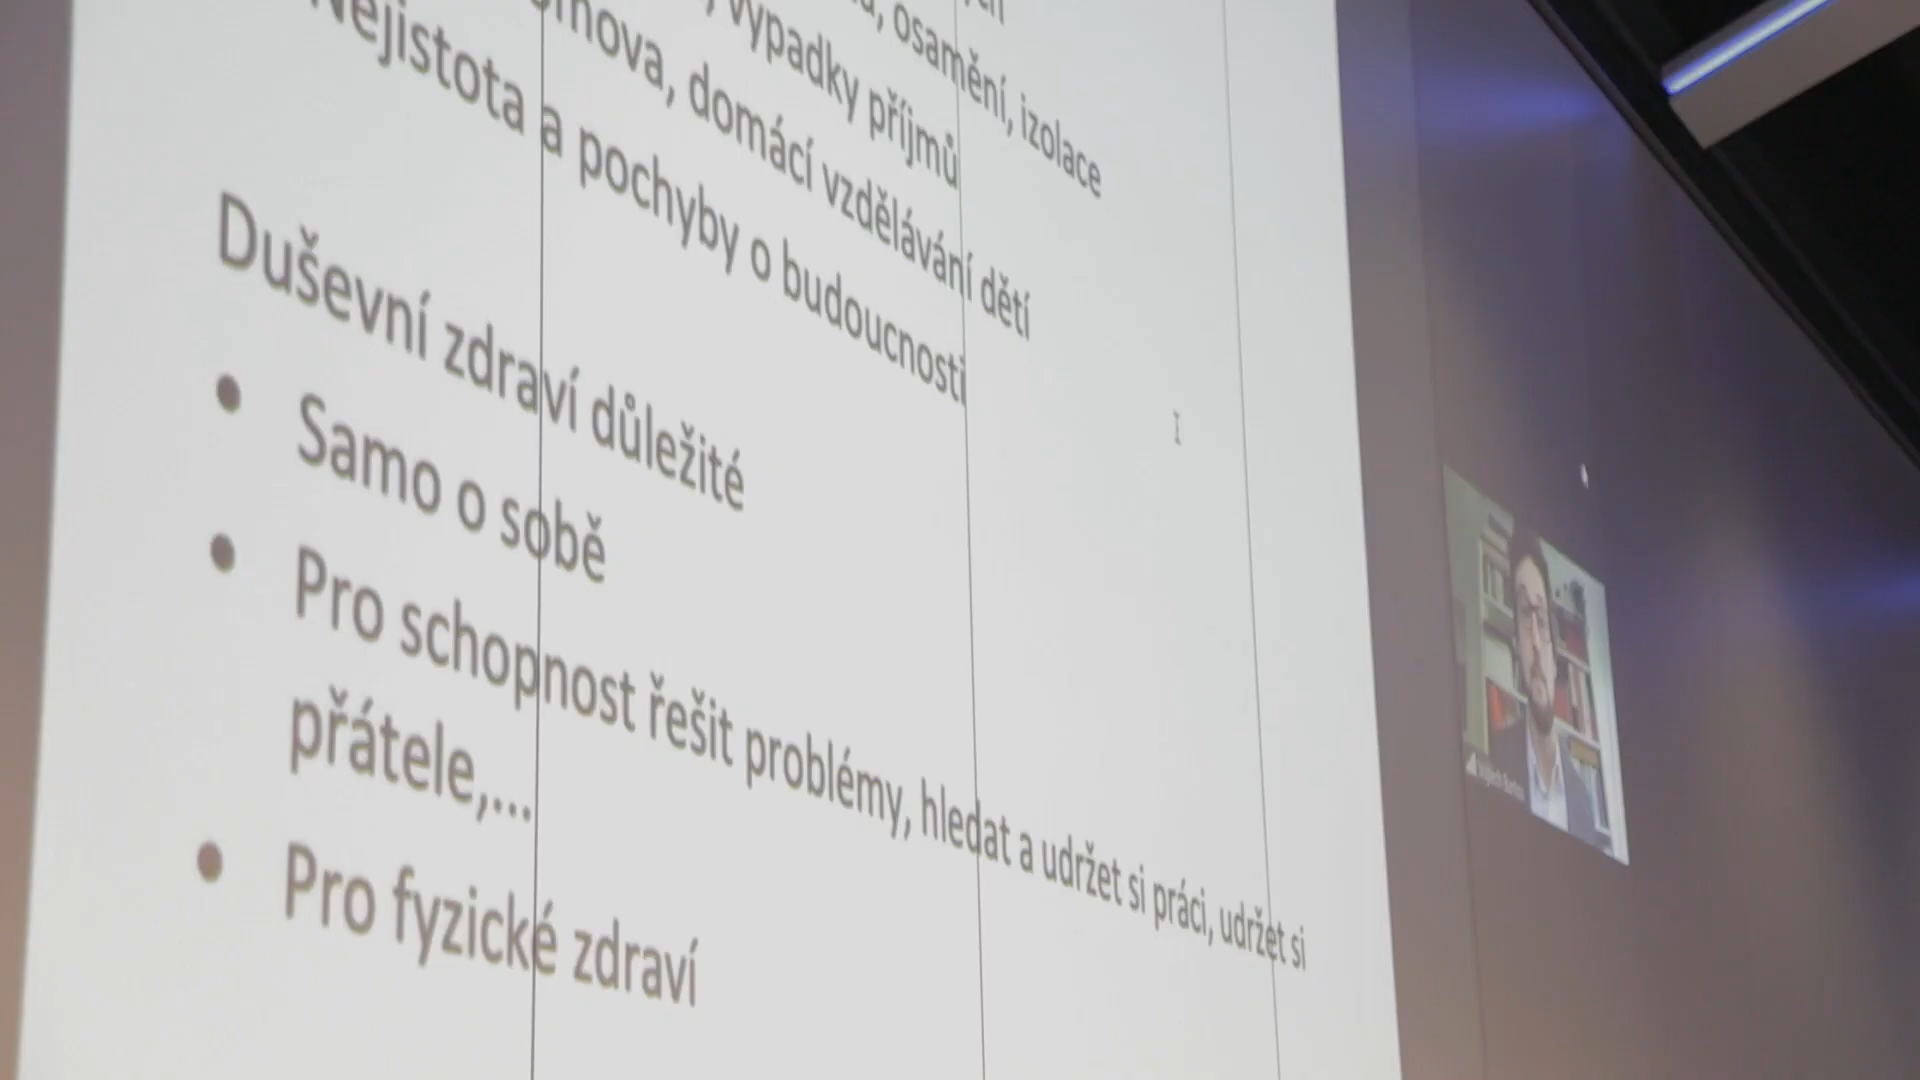 osamění, izolace
výpadky příjmů
domácí vzdělávání dětí
Nejistota a pochyby o budoucnosti
Duševní zdraví důležité
• Samo o sobě
• Pro schopnost řešit problémy, hledat a udržet si práci, udržet si
přátele,...
• Pro fyzické zdraví